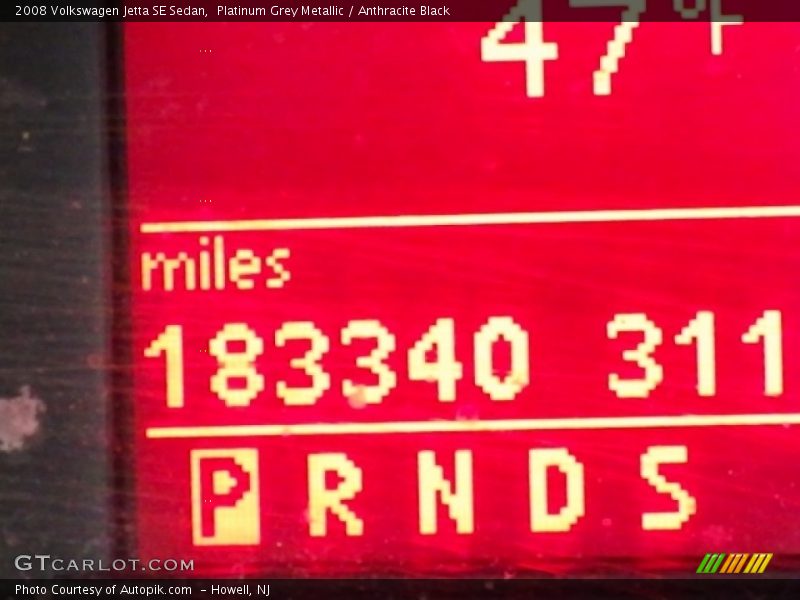 2008 Volkswagen Jetta SE Sedan,  Platinum Grey Metallic / Anthracite Black
47°F
miles
183340 311
P R N D S
GTCARLOT.COM
Photo Courtesy of Autopik.com  - Howell, NJ